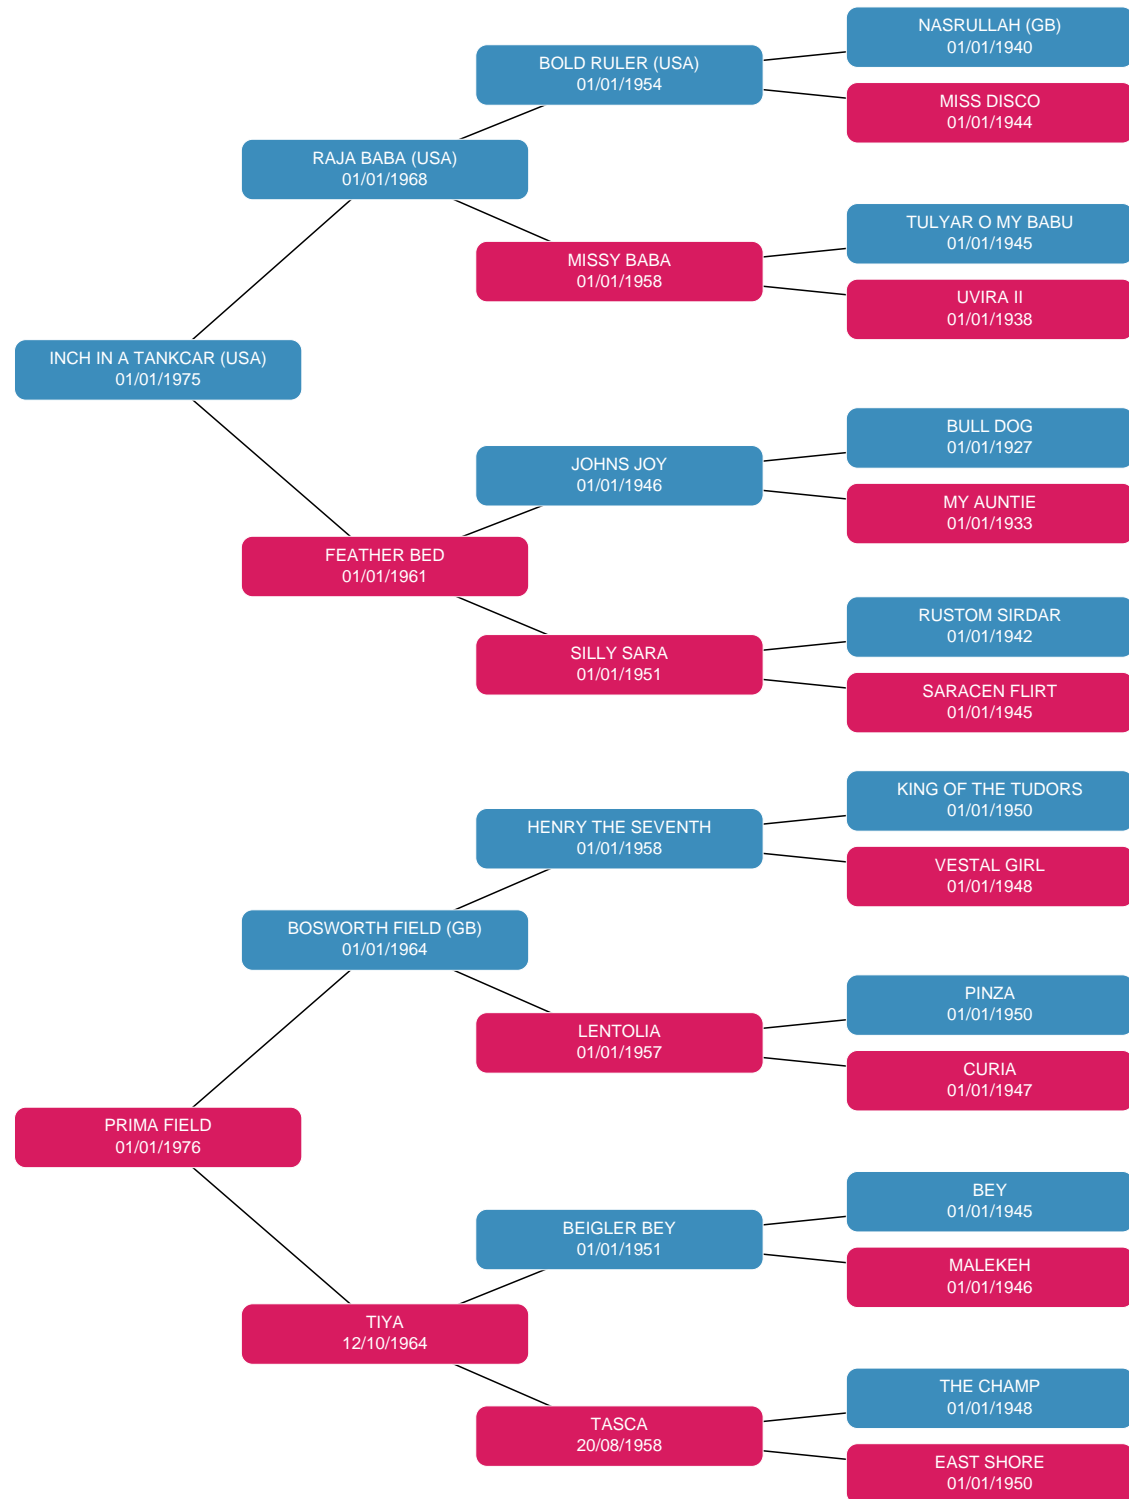 NASRULLAH (GB)
01/01/1940
BOLD RULER (USA)
01/01/1954
MISS DISCO
01/01/1944
RAJA BABA (USA)
01/01/1968
TULYAR O MY BABU
01/01/1945
MISSY BABA
01/01/1958
UVIRA II
01/01/1938
INCH IN A TANKCAR (USA)
01/01/1975
BULL DOG
01/01/1927
JOHNS JOY
01/01/1946
MY AUNTIE
01/01/1933
FEATHER BED
01/01/1961
RUSTOM SIRDAR
01/01/1942
SILLY SARA
01/01/1951
SARACEN FLIRT
01/01/1945
KING OF THE TUDORS
01/01/1950
HENRY THE SEVENTH
01/01/1958
VESTAL GIRL
01/01/1948
BOSWORTH FIELD (GB)
01/01/1964
PINZA
01/01/1950
LENTOLIA
01/01/1957
CURIA
01/01/1947
PRIMA FIELD
01/01/1976
BEY
01/01/1945
BEIGLER BEY
01/01/1951
MALEKEH
01/01/1946
TIYA
12/10/1964
THE CHAMP
01/01/1948
TASCA
20/08/1958
EAST SHORE
01/01/1950